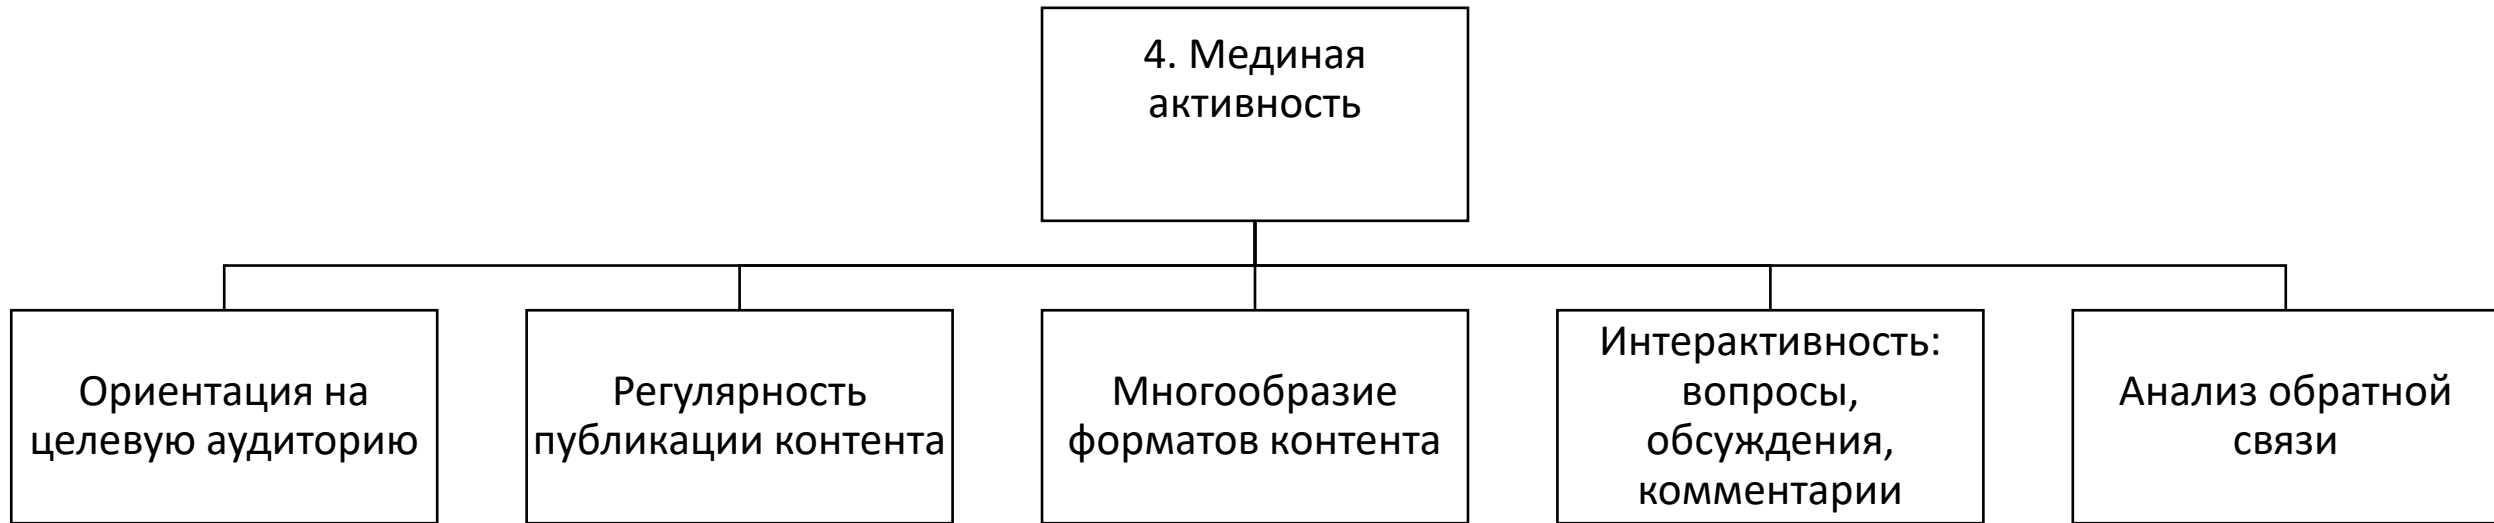 4. Мединая
активность
Ориентация на
целевую аудиторию
Регулярность
публикации контента
Многообразие
форматов контента
Интерактивность:
вопросы,
обсуждения,
комментарии
Анализ обратной
связи